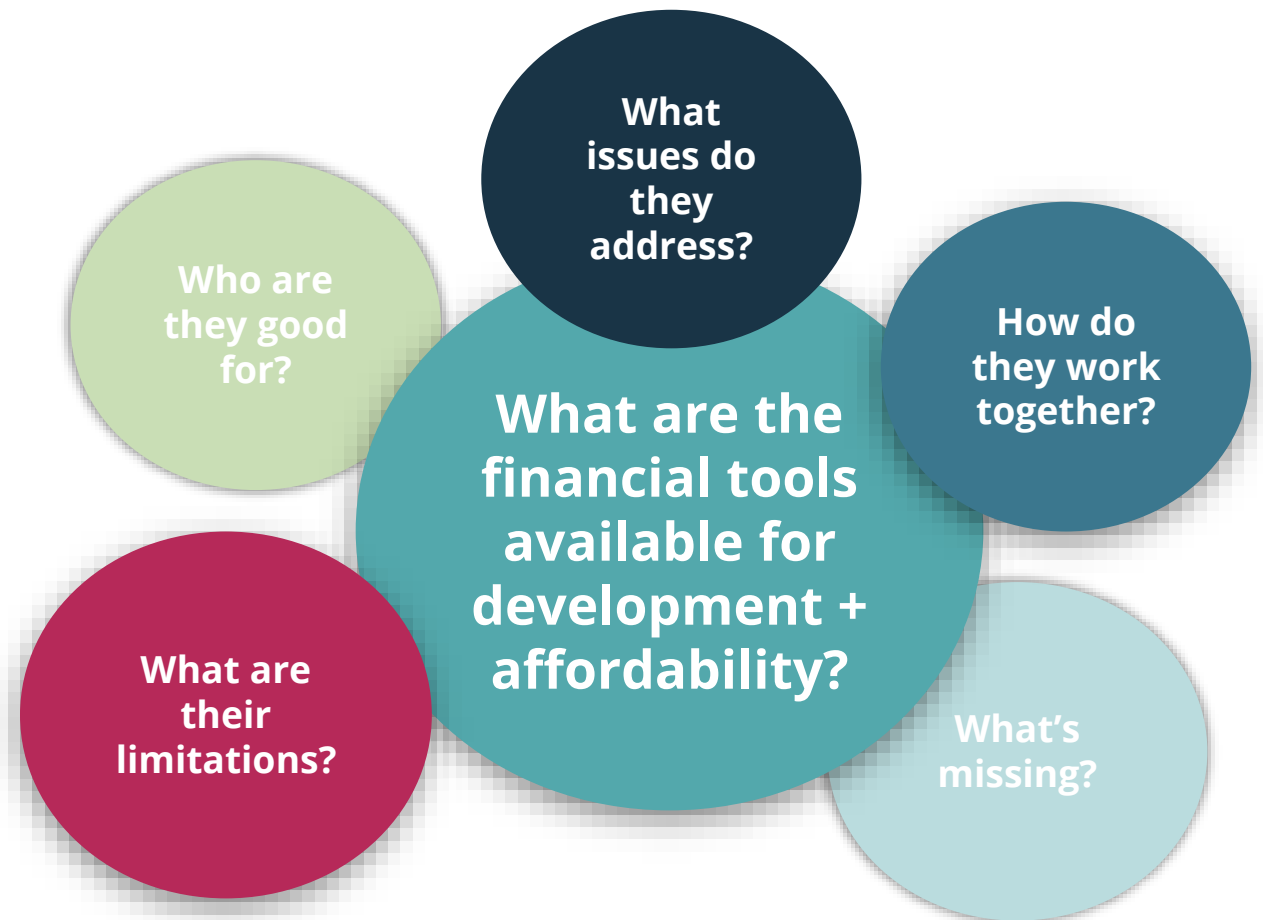 What
issues do
they
address?
Who are
they good
for?
How do
they work
together?
What are the
financial tools
available for
development +
affordability?
What are
their
limitations?
What’s
missing?